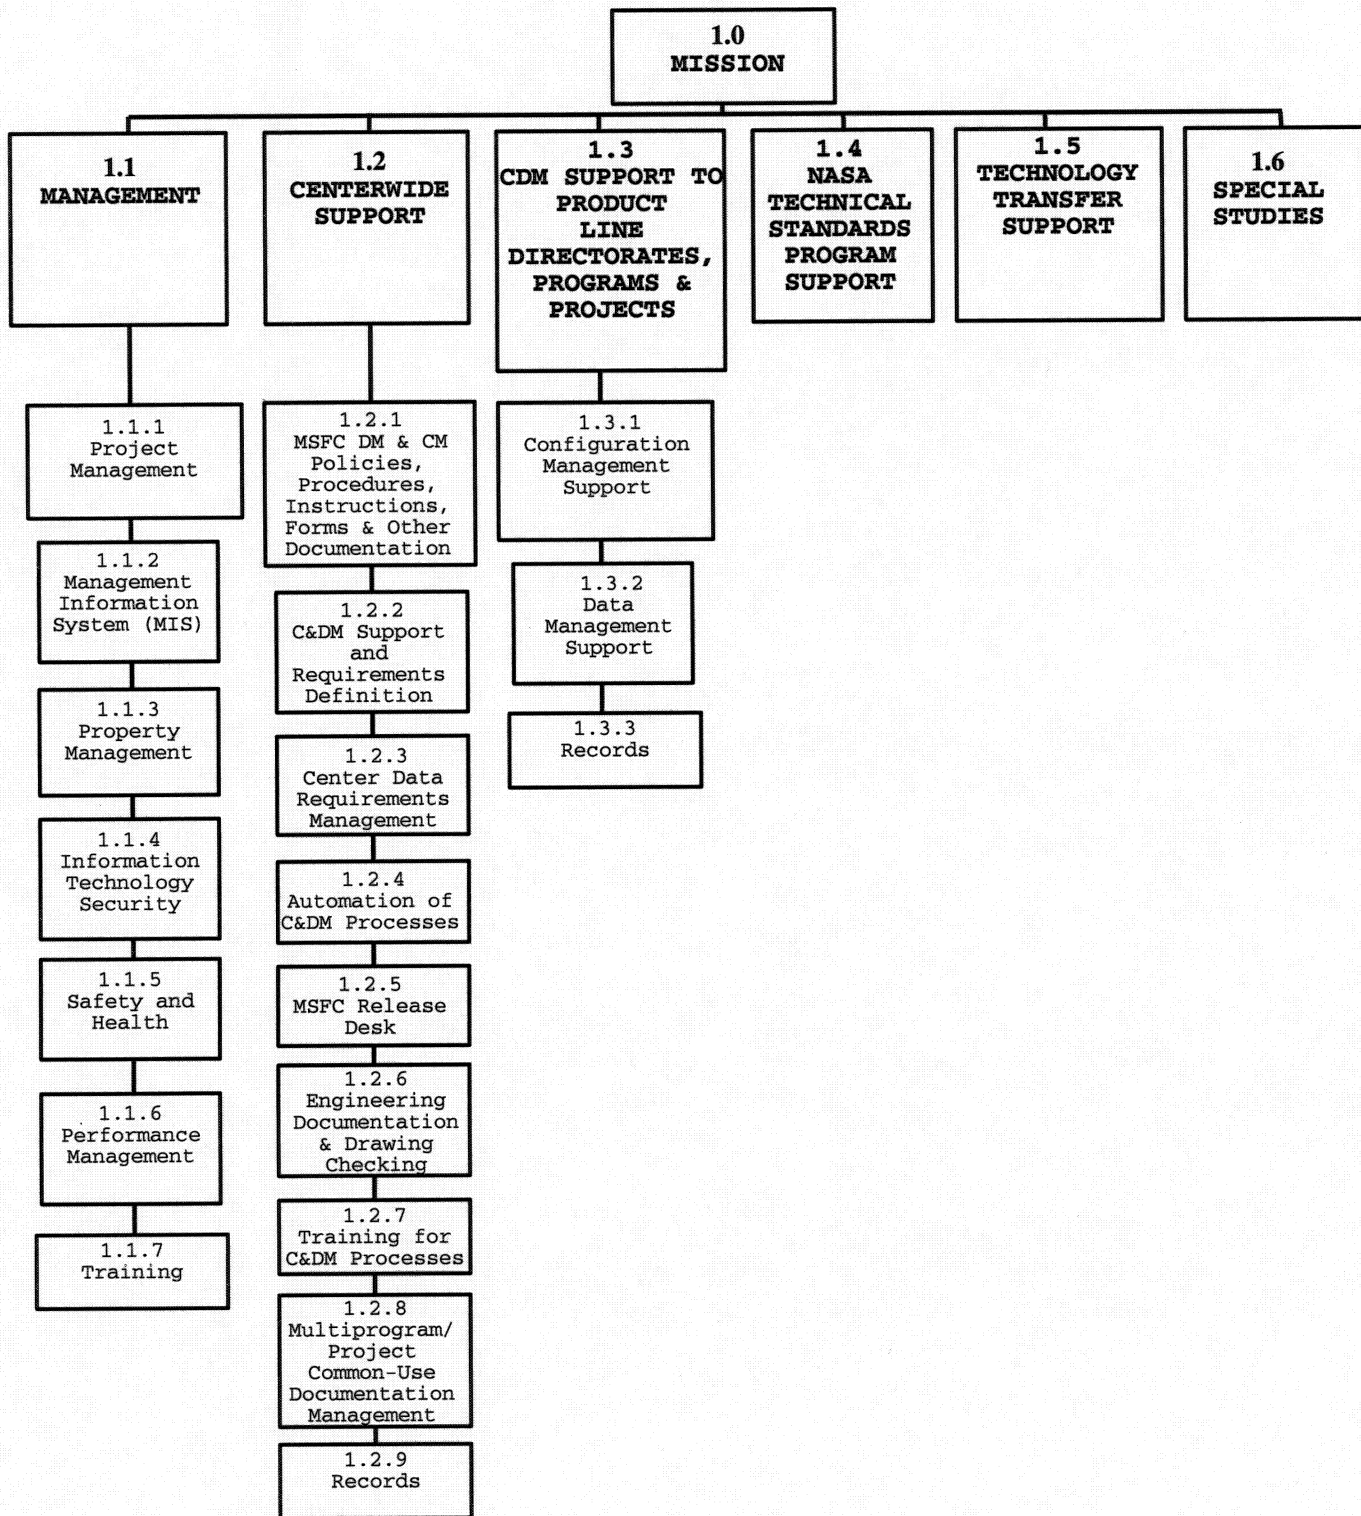 1.0
MISSION
1.1
MANAGEMENT
1.2
CENTERWIDE
SUPPORT
1.3
CDM SUPPORT TO
PRODUCT
LINE
DIRECTORATES,
PROGRAMS &
PROJECTS
1.4
NASA
TECHNICAL
STANDARDS
PROGRAM
SUPPORT
1.5
TECHNOLOGY
TRANSFER
SUPPORT
1.6
SPECIAL
STUDIES
1.1.1
Project
Management
1.1.2
Management
Information
System (MIS)
1.1.3
Property
Management
1.1.4
Information
Technology
Security
1.1.5
Safety and
Health
1.1.6
Performance
Management
1.1.7
Training
1.2.1
MSFC DM & CM
Policies,
Procedures,
Instructions,
Forms & Other
Documentation
1.2.2
C&DM Support
and
Requirements
Definition
1.2.3
Center Data
Requirements
Management
1.2.4
Automation of
C&DM Processes
1.2.5
MSFC Release
Desk
1.2.6
Engineering
Documentation
& Drawing
Checking
1.2.7
Training for
C&DM Processes
1.2.8
Multiprogram/
Project
Common-Use
Documentation
Management
1.2.9
Records
1.3.1
Configuration
Management
Support
1.3.2
Data
Management
Support
1.3.3
Records